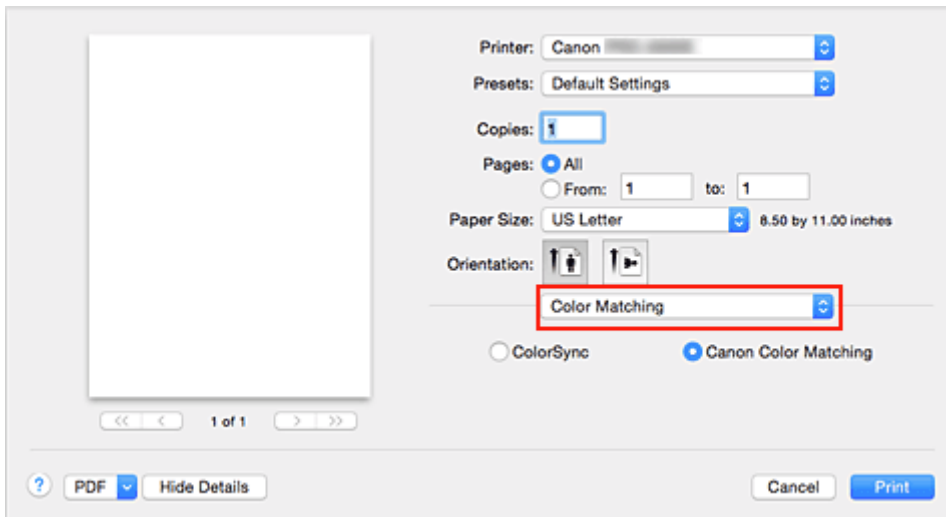 Printer: Canon
Presets: Default Settings
Copies: 1
Pages: All
From: 1 to: 1
Paper Size: US Letter 8.50 by 11.00 inches
Orientation:
Color Matching
ColorSync Canon Color Matching
<< < 1 of 1 > >>
? PDF Hide Details Cancel Print